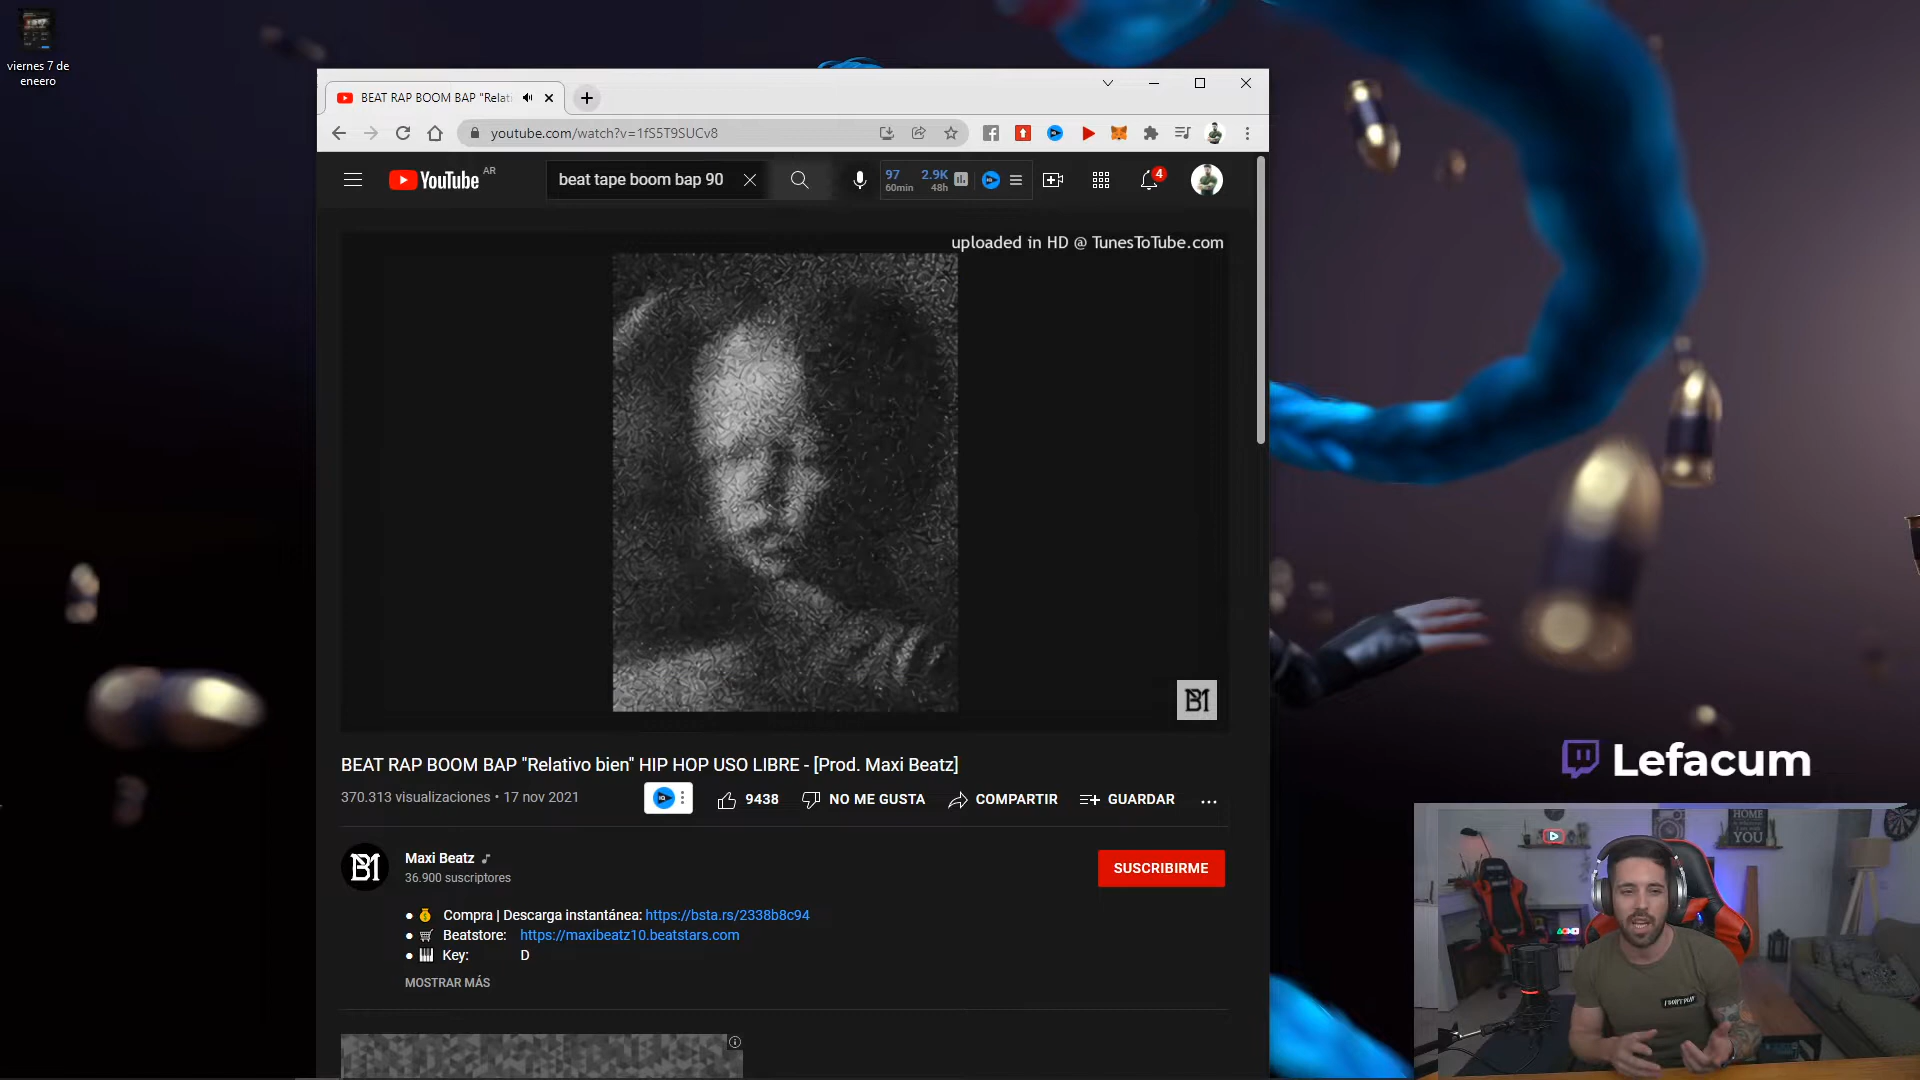 viernes 7 de
eneero
BEAT RAP BOOM BAP "Relati
youtube.com/watch?v=1fS5T9SUCv8
YouTube
AR
beat tape boom bap 90
97
60min
2.9K
48h
4
uploaded in HD @ TunesToTube.com
BM
BEAT RAP BOOM BAP "Relativo bien" HIP HOP USO LIBRE - [Prod. Maxi Beatz]
370.313 visualizaciones • 17 nov 2021
9438
NO ME GUSTA
COMPARTIR
GUARDAR
BM
Maxi Beatz
36.900 suscriptores
SUSCRIBIRME
● Compra | Descarga instantánea: https://bsta.rs/2338b8c94
● Beatstore: https://maxibeatz10.beatstars.com
● Key: D
MOSTRAR MÁS
Lefacum
HOME
YOU
I DON'T PLAY